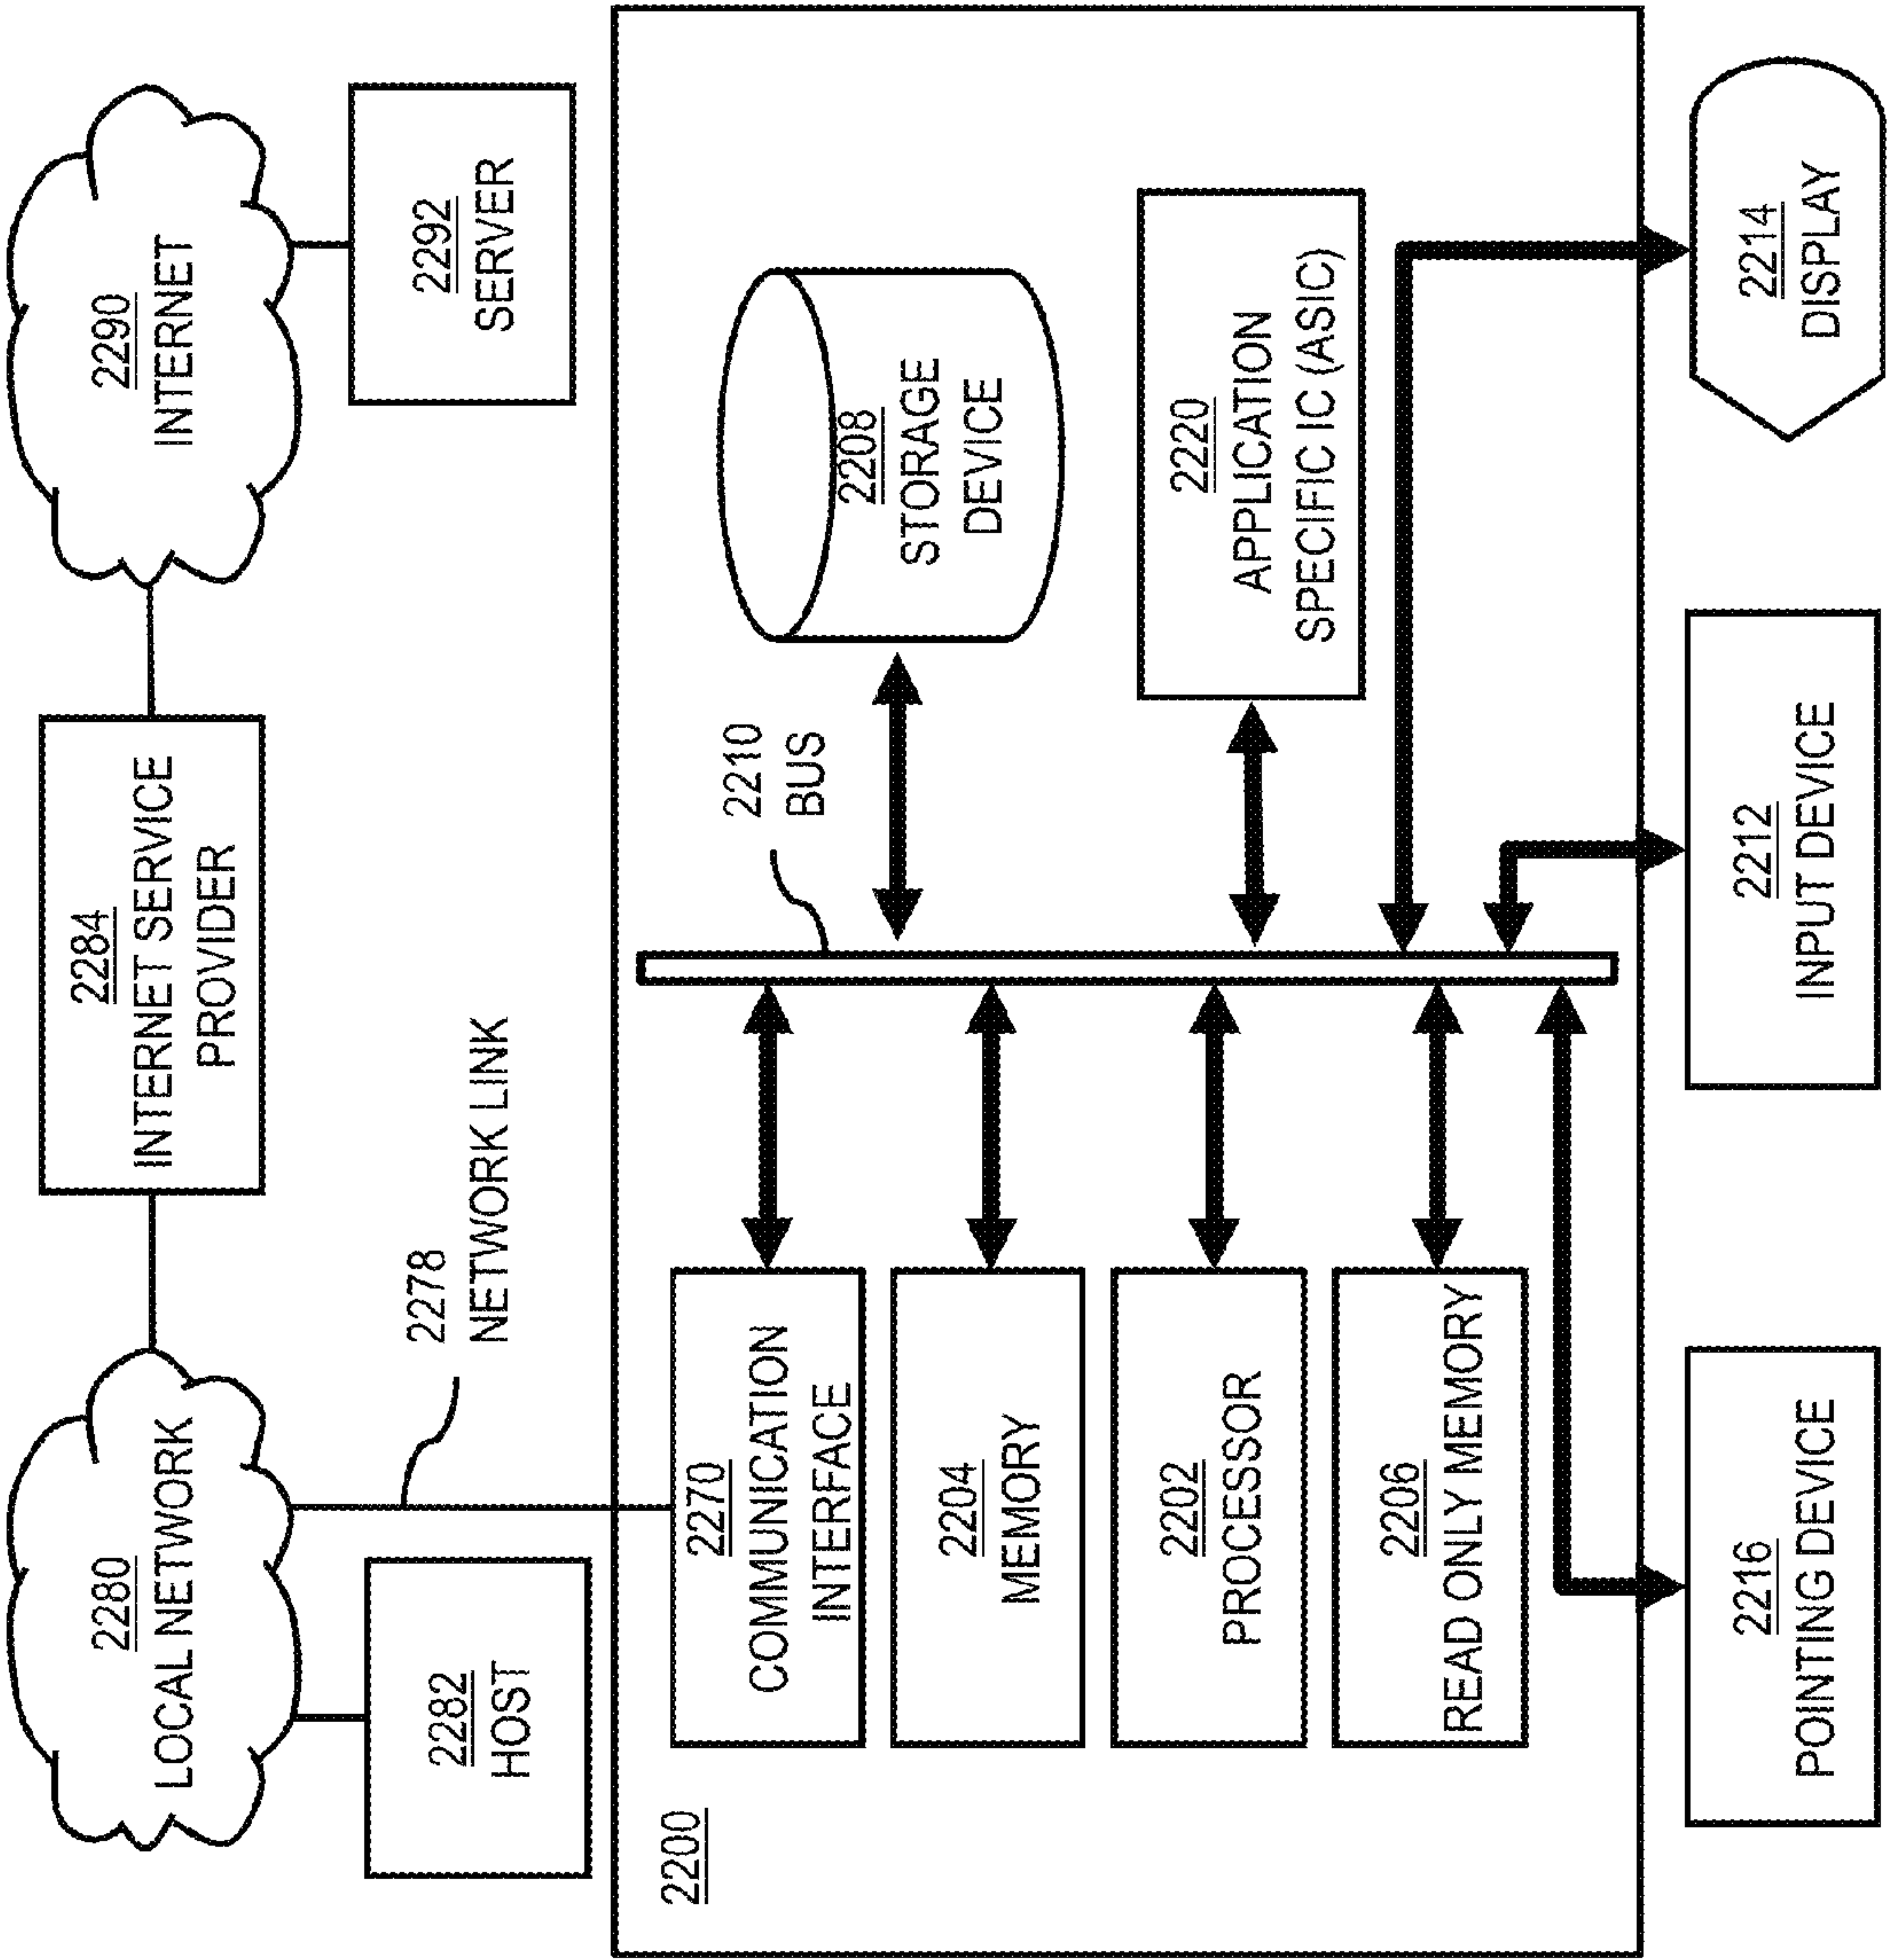 2280
LOCAL NETWORK
2284
INTERNET SERVICE
PROVIDER
2290
INTERNET
2282
HOST
2278
NETWORK LINK
2292
SERVER
2200
2270
COMMUNICATION
INTERFACE
2204
MEMORY
2202
PROCESSOR
2206
READ ONLY MEMORY
2210
BUS
2208
STORAGE
DEVICE
2220
APPLICATION
SPECIFIC IC (ASIC)
2216
POINTING DEVICE
2212
INPUT DEVICE
2214
DISPLAY